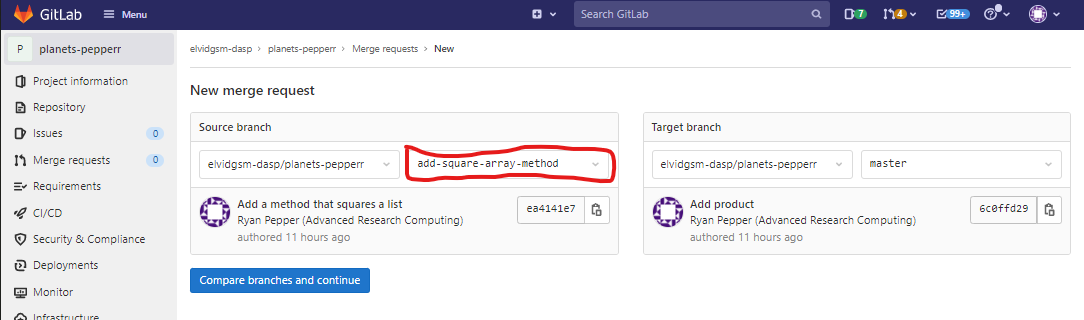 GitLab Menu Search GitLab 7 4 99+
P planets-pepperr
elvidgsm-dasp › planets-pepperr › Merge requests › New
Project information
Repository
Issues 0
Merge requests 0
Requirements
CI/CD
Security & Compliance
Deployments
Monitor
Infrastructure
New merge request
Source branch
elvidgsm-dasp/planets-pepperr add-square-array-method
Add a method that squares a list
Ryan Pepper (Advanced Research Computing)
authored 11 hours ago
ea4141e7
Target branch
elvidgsm-dasp/planets-pepperr master
Add product
Ryan Pepper (Advanced Research Computing)
authored 11 hours ago
6c0ffd29
Compare branches and continue